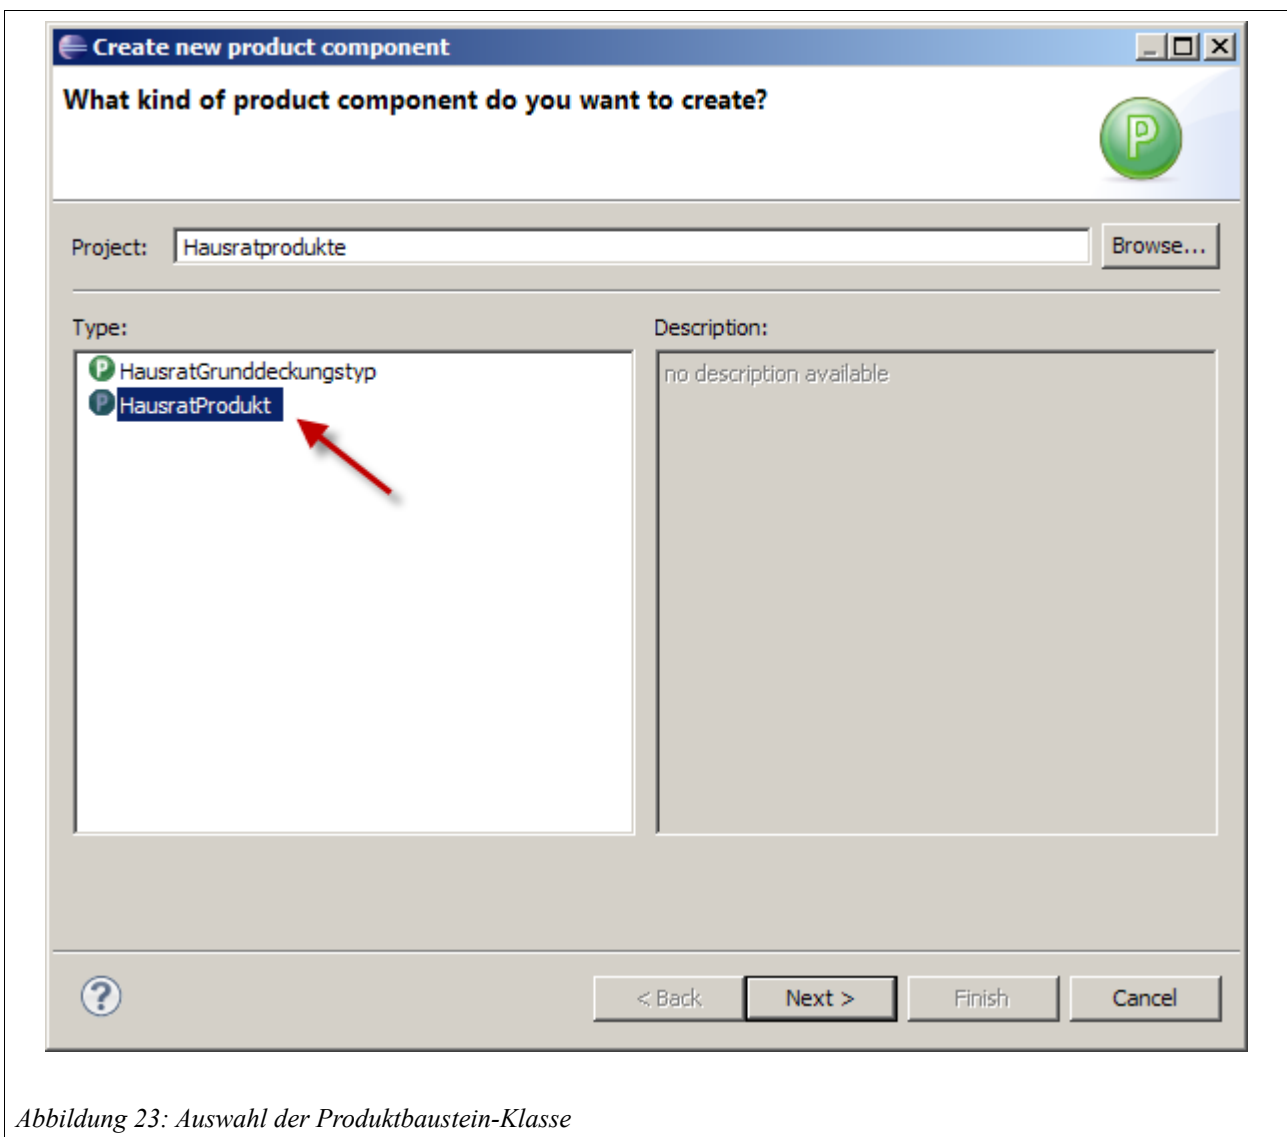 Create new product component
What kind of product component do you want to create?
P
Project: Hausratprodukte Browse...
Type: Description:
P HausratGrunddeckungstyp no description available
P HausratProdukt
? < Back Next > Finish Cancel
Abbildung 23: Auswahl der Produktbaustein-Klasse